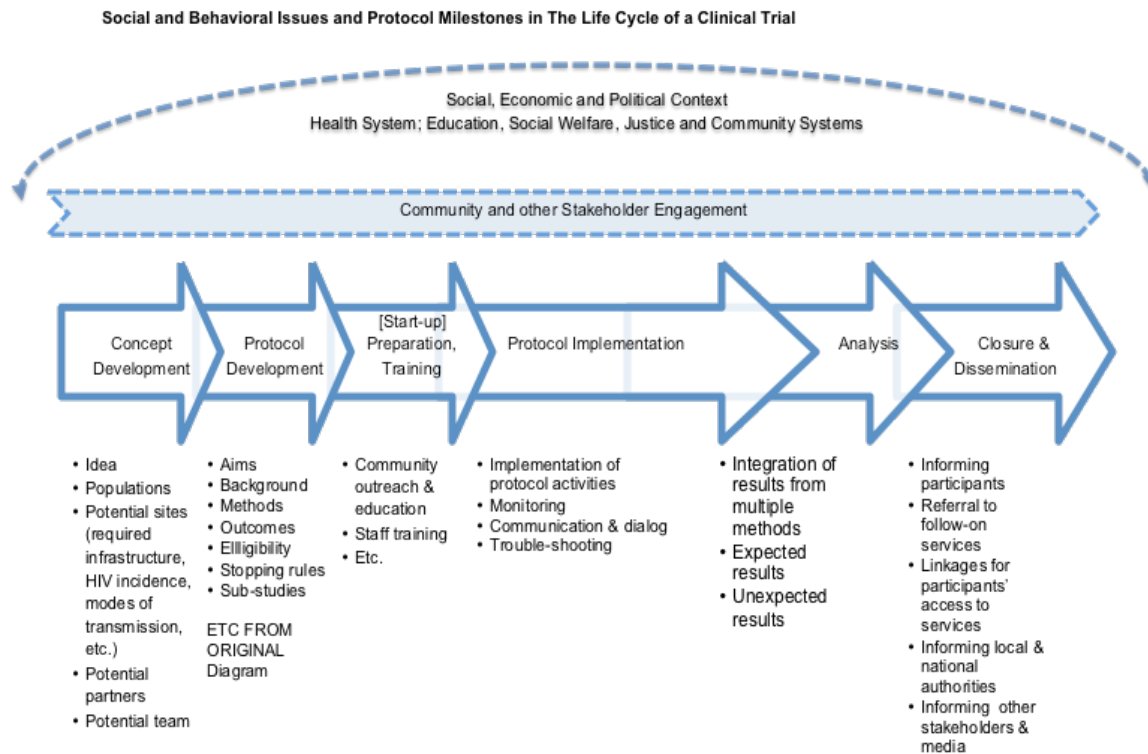 Social and Behavioral Issues and Protocol Milestones in The Life Cycle of a Clinical Trial
Social, Economic and Political Context
Health System; Education, Social Welfare, Justice and Community Systems
Community and other Stakeholder Engagement
Concept
Development
Protocol
Development
[Start-up]
Preparation,
Training
Protocol Implementation
Analysis
Closure &
Dissemination
• Idea
• Populations
• Potential sites
(required
infrastructure,
HIV incidence,
modes of
transmission,
etc.)
• Potential
partners
• Potential team
• Aims
• Background
• Methods
• Outcomes
• Ellligibility
• Stopping rules
• Sub-studies
ETC FROM
ORIGINAL
Diagram
• Community
outreach &
education
• Staff training
• Etc.
• Implementation of
protocol activities
• Monitoring
• Communication & dialog
• Trouble-shooting
• Integration of
results from
multiple
methods
• Expected
results
• Unexpected
results
• Informing
participants
• Referral to
follow-on
services
• Linkages for
participants'
access to
services
• Informing local &
national
authorities
• Informing other
stakeholders &
media